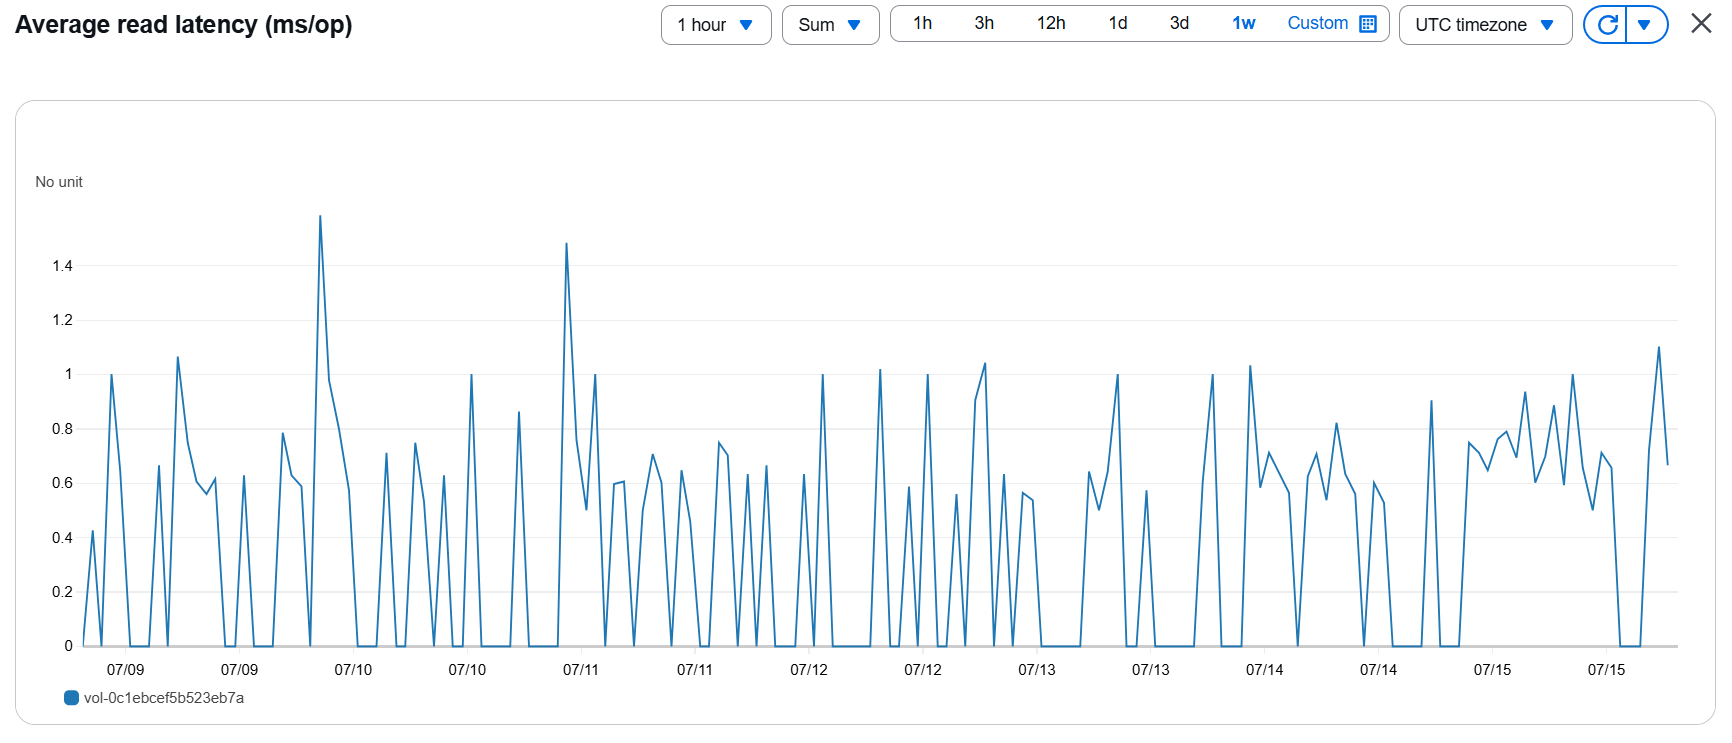 Average read latency (ms/op) 1 hour Sum 1h 3h 12h 1d 3d 1w Custom UTC timezone
No unit
1.4
1.2
1
0.8
0.6
0.4
0.2
0
07/09 07/09 07/10 07/10 07/11 07/11 07/12 07/12 07/13 07/13 07/14 07/14 07/15 07/15
vol-0c1ebcef5b523eb7a